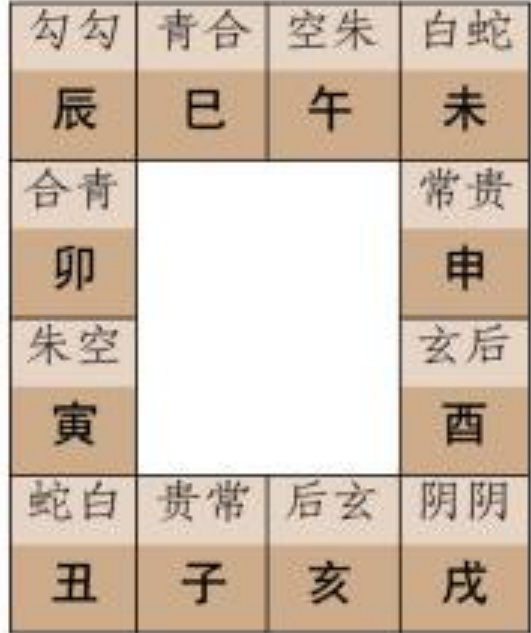 勾勾 青合 空朱 白蛇
辰 巳 午 未
合青 常贵
卯 申
朱空 玄后
寅 酉
蛇白 贵常 后玄 阴阴
丑 子 亥 戌